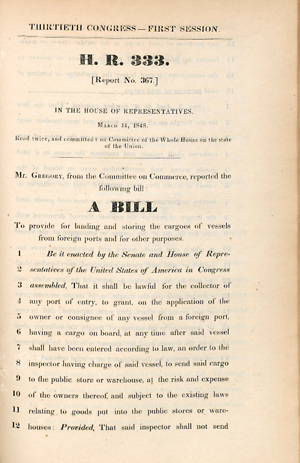 THIRTIETH CONGRESS—FIRST SESSION.
H. R. 333.
[Report No. 367.]
IN THE HOUSE OF REPRESENTATIVES.
MARCH 14, 1848.
Read twice, and committed to a Committee of the Whole House on the state
of the Union.
Mr. GREGORY, from the Committee on Commerce, reported the
following bill:
A BILL
To provide for landing and storing the cargoes of vessels
from foreign ports and for other purposes.
1 Be it enacted by the Senate and House of Repre-
2 sentatives of the United States of America in Congress
3 assembled, That it shall be lawful for the collector of
4 any port of entry, to grant, on the application of the
5 owner or consignee of any vessel from a foreign port,
6 having a cargo on board, at any time after said vessel
7 shall have been entered according to law, an order to the
8 inspector having charge of said vessel, to send said cargo
9 to the public store or warehouse, at the risk and expense
10 of the owners thereof, and subject to the existing laws
11 relating to goods put into the public stores or ware-
12 houses: Provided, That said inspector shall not send